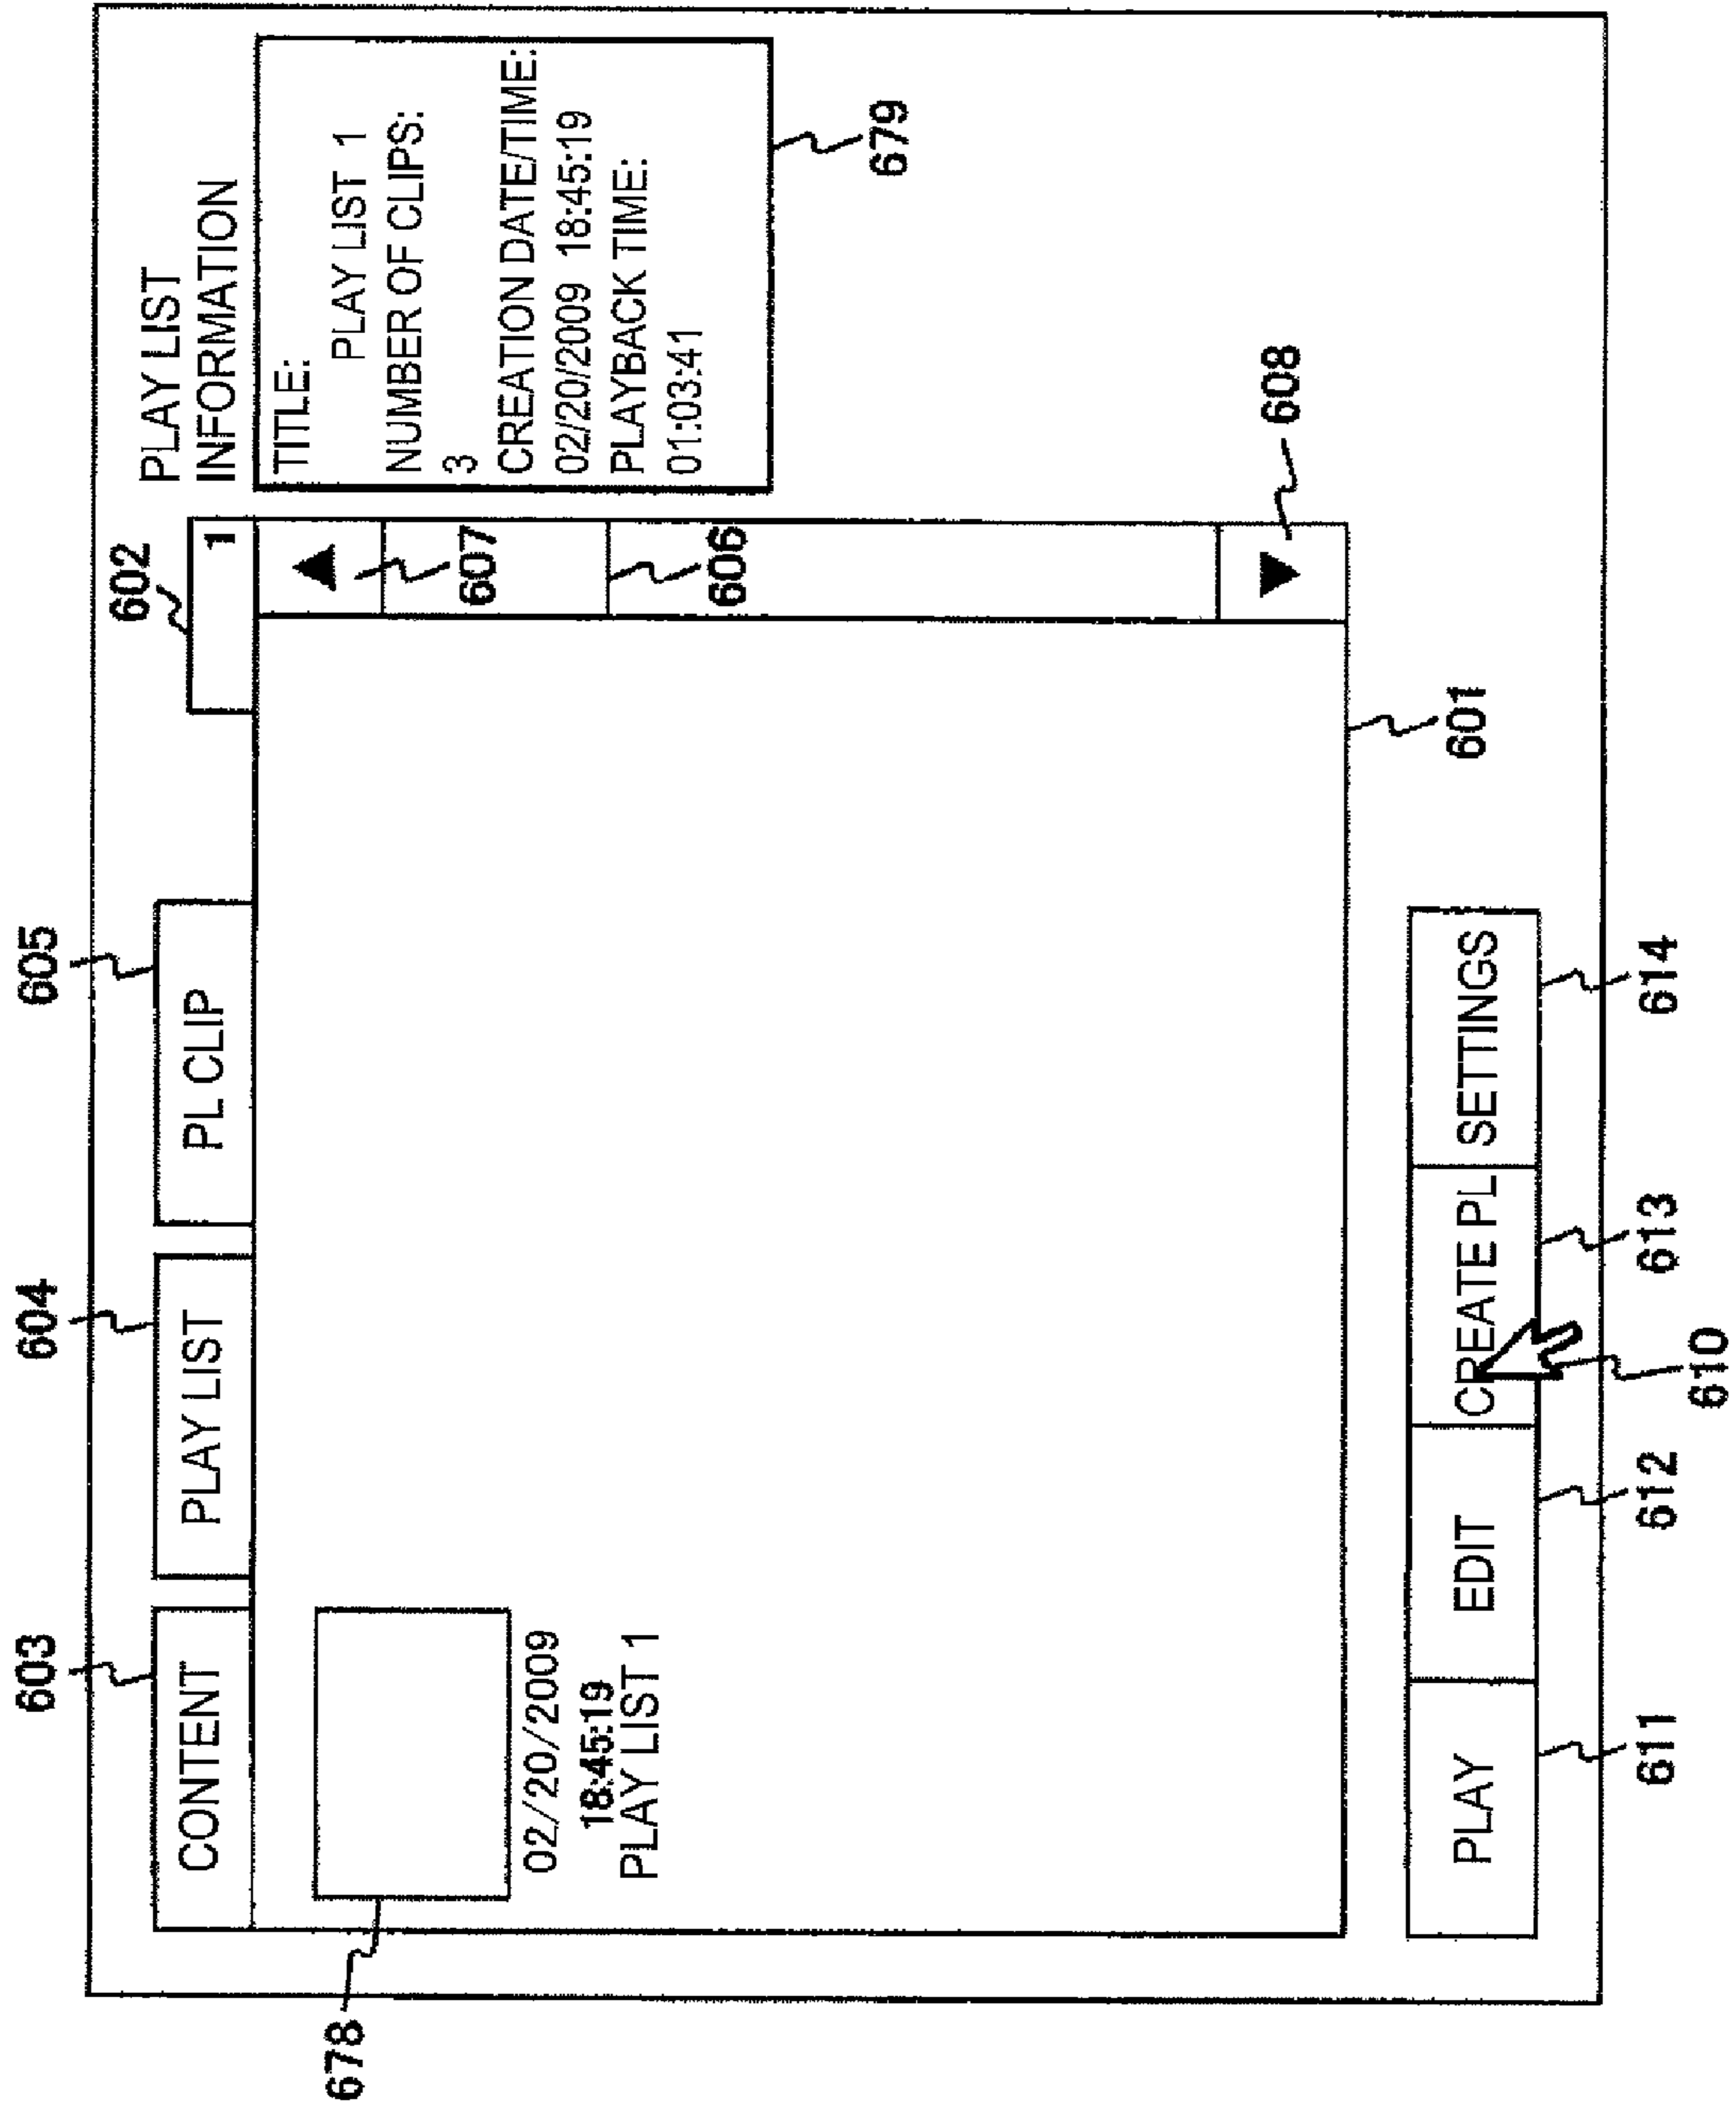 603
604
605
602
CONTENT
PLAY LIST
PL CLIP
1
PLAY LIST
INFORMATION
678
02/20/2009
18:45:19
PLAY LIST 1
607
606
608
TITLE:
PLAY LIST 1
NUMBER OF CLIPS:
3
CREATION DATE/TIME:
02/20/2009 18:45:19
PLAYBACK TIME:
01:03:41
679
601
PLAY
EDIT
CREATE PL
SETTINGS
611
612
610
613
614